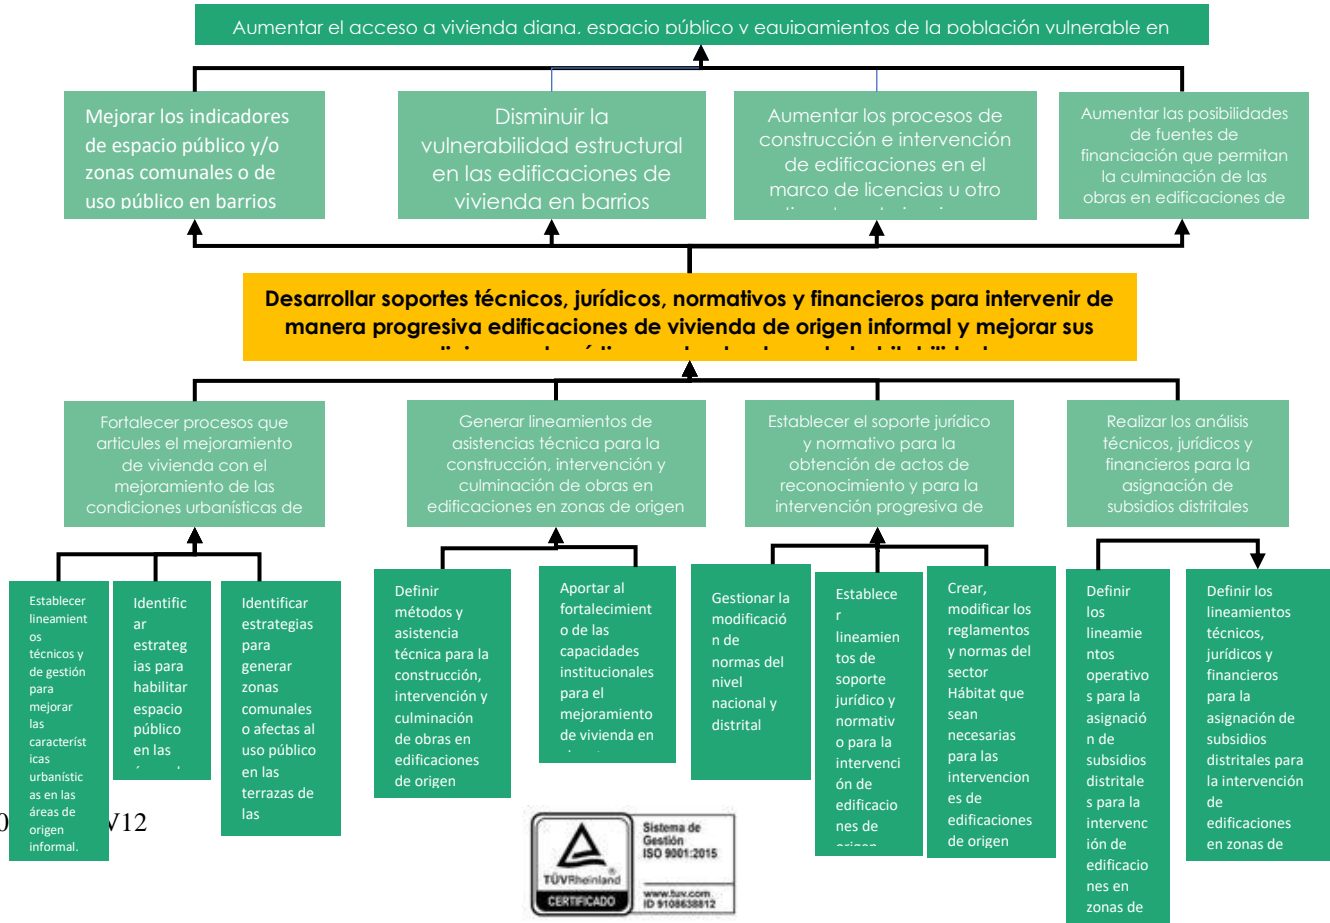 Aumentar el acceso a vivienda digna, espacio público y equipamientos de la población vulnerable en
Mejorar los indicadores
de espacio público y/o
zonas comunales o de
uso público en barrios
Disminuir la
vulnerabilidad estructural
en las edificaciones de
vivienda en barrios
Aumentar los procesos de
construcción e intervención
de edificaciones en el
marco de licencias u otro
Aumentar las posibilidades
de fuentes de
financiación que permitan
la culminación de las
obras en edificaciones de
Desarrollar soportes técnicos, jurídicos, normativos y financieros para intervenir de
manera progresiva edificaciones de vivienda de origen informal y mejorar sus
Fortalecer procesos que
articules el mejoramiento
de vivienda con el
mejoramiento de las
condiciones urbanísticas de
Generar lineamientos de
asistencias técnica para la
construcción, intervención y
culminación de obras en
edificaciones en zonas de origen
Establecer el soporte jurídico
y normativo para la
obtención de actos de
reconocimiento y para la
intervención progresiva de
Realizar los análisis
técnicos, jurídicos y
financieros para la
asignación de
subsidios distritales
Establecer
lineamient
os
técnicos y
de gestión
para
mejorar
las
característ
icas
urbanístic
as en las
áreas de
origen
informal.
Identific
ar
estrateg
ias para
habilitar
espacio
público
en las
Identificar
estrategias
para
generar
zonas
comunales
o afectas al
uso público
en las
terrazas de
las
Definir
métodos y
asistencia
técnica para la
construcción,
intervención y
culminación
de obras en
edificaciones
de origen
Aportar al
fortalecimient
o de las
capacidades
institucionales
para el
mejoramiento
de vivienda en
Gestionar la
modificació
n de
normas del
nivel
nacional y
distrital
Establece
r
lineamien
tos de
soporte
jurídico y
normativ
o para la
intervenci
ón de
edificacio
nes de
origen
Crear,
modificar los
reglamentos
y normas del
sector
Hábitat que
sean
necesarias
para las
intervencion
es de
edificaciones
de origen
Definir
los
lineamie
ntos
operativo
s para la
asignació
n de
subsidios
distritale
s para la
intervenc
ión de
edificacio
nes en
zonas de
Definir los
lineamientos
técnicos,
jurídicos y
financieros
para la
asignación de
subsidios
distritales para
la intervención
de
edificaciones
en zonas de
V12
TÜVRheinland
CERTIFICADO
Sistema de
Gestión
ISO 9001:2015
www.tuv.com
ID 9108638812